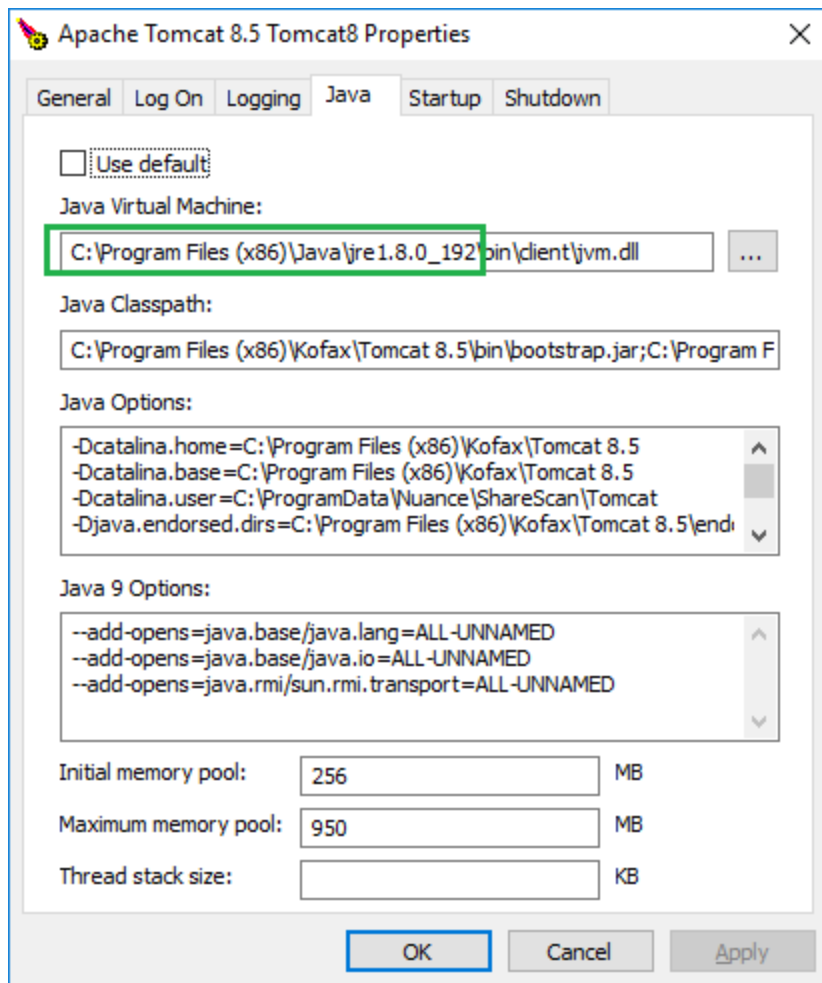 Apache Tomcat 8.5 Tomcat8 Properties
General Log On Logging Java Startup Shutdown
Use default
Java Virtual Machine:
C:\Program Files (x86)\Java\jre1.8.0_192\bin\client\jvm.dll
...
Java Classpath:
C:\Program Files (x86)\Kofax\Tomcat 8.5\bin\bootstrap.jar;C:\Program F
Java Options:
-Dcatalina.home=C:\Program Files (x86)\Kofax\Tomcat 8.5
-Dcatalina.base=C:\Program Files (x86)\Kofax\Tomcat 8.5
-Dcatalina.user=C:\ProgramData\Nuance\ShareScan\Tomcat
-Djava.endorsed.dirs=C:\Program Files (x86)\Kofax\Tomcat 8.5\end
Java 9 Options:
--add-opens=java.base/java.lang=ALL-UNNAMED
--add-opens=java.base/java.io=ALL-UNNAMED
--add-opens=java.rmi/sun.rmi.transport=ALL-UNNAMED
Initial memory pool: 256 MB
Maximum memory pool: 950 MB
Thread stack size: KB
OK Cancel Apply